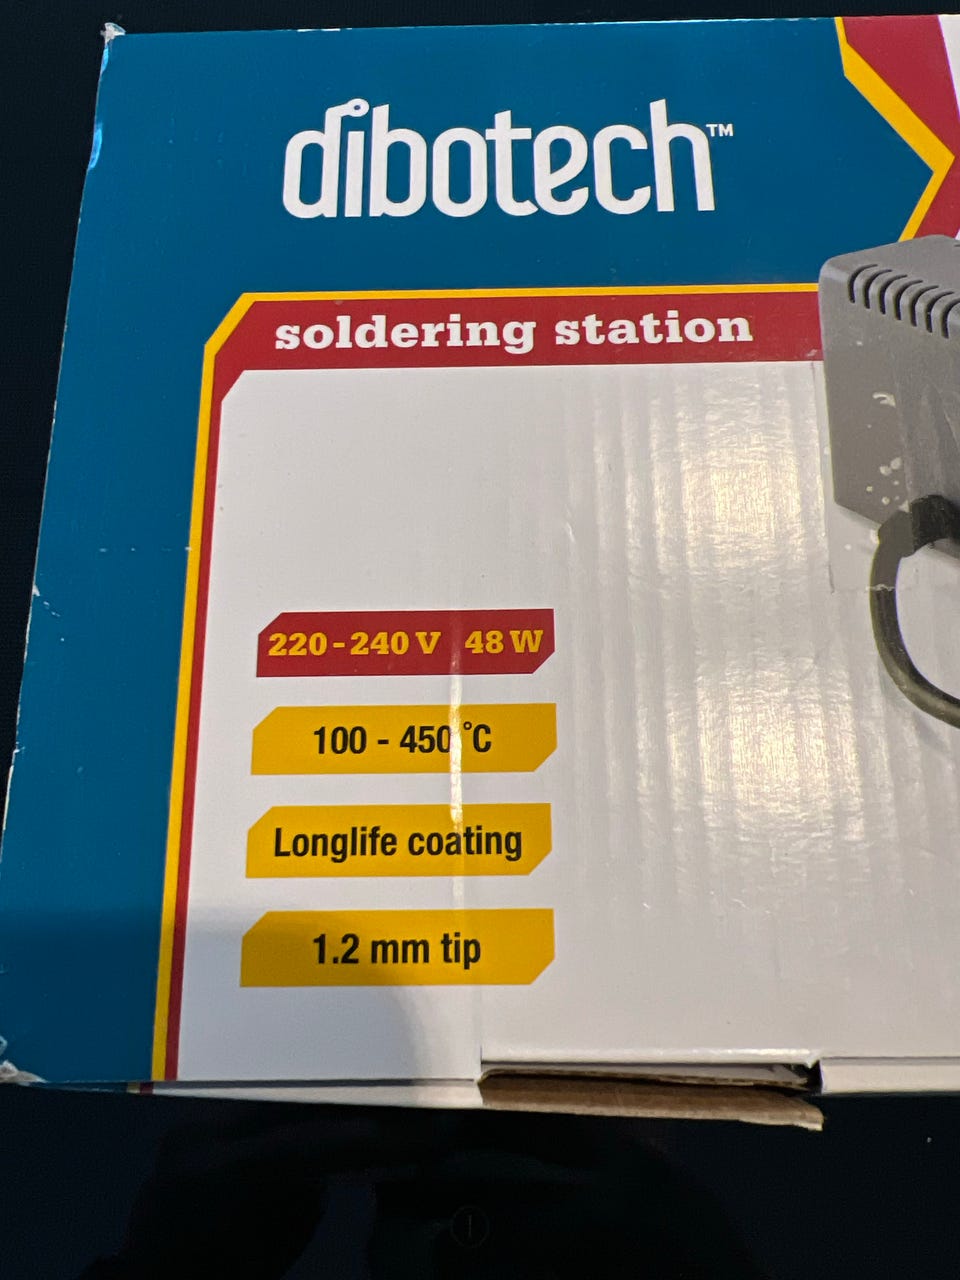 dibotech™
soldering station
220-240 V 48 W
100 - 450 °C
Longlife coating
1.2 mm tip